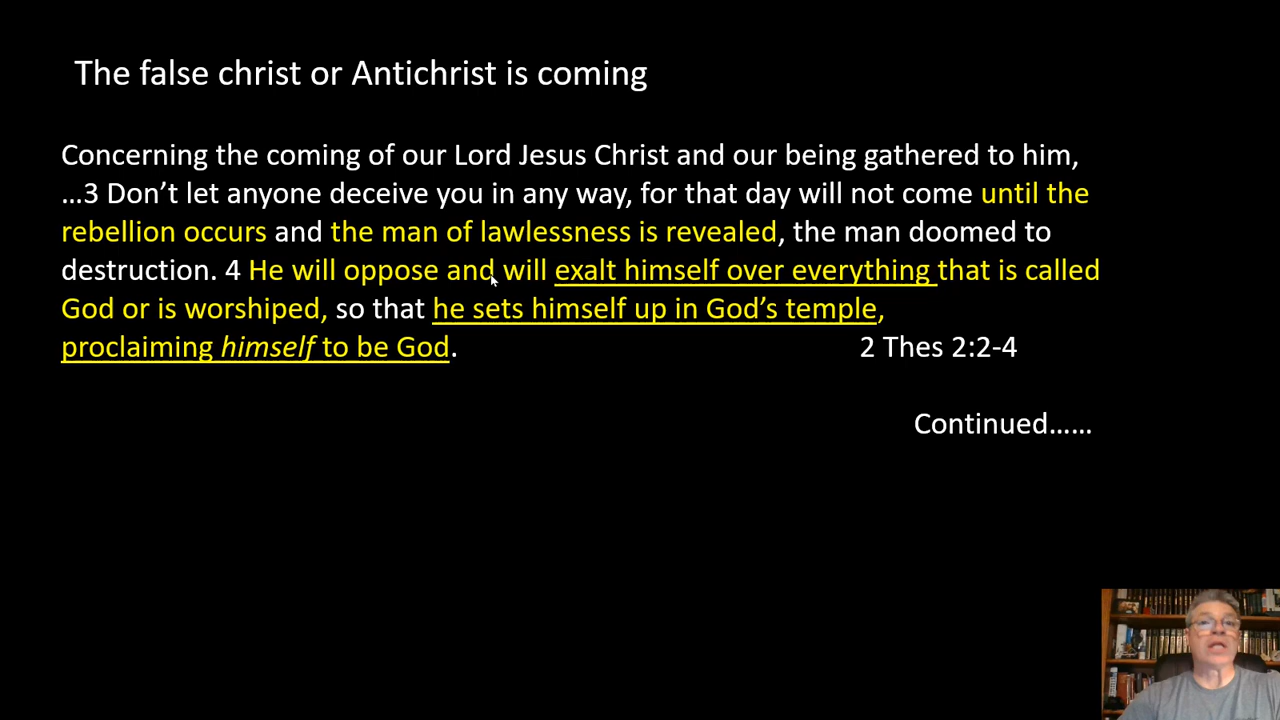 The false christ or Antichrist is coming
Concerning the coming of our Lord Jesus Christ and our being gathered to him,
…3 Don’t let anyone deceive you in any way, for that day will not come until the
rebellion occurs and the man of lawlessness is revealed, the man doomed to
destruction. 4 He will oppose and will exalt himself over everything that is called
God or is worshiped, so that he sets himself up in God’s temple,
proclaiming himself to be God. 2 Thes 2:2-4
Continued……